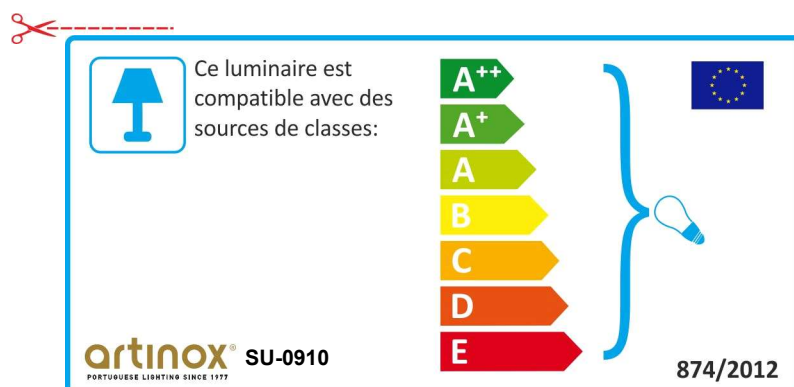 Ce luminaire est
compatible avec des
sources de classes:
A++
A+
A
B
C
D
E
artinox® SU-0910
PORTUGUESE LIGHTING SINCE 1977
874/2012